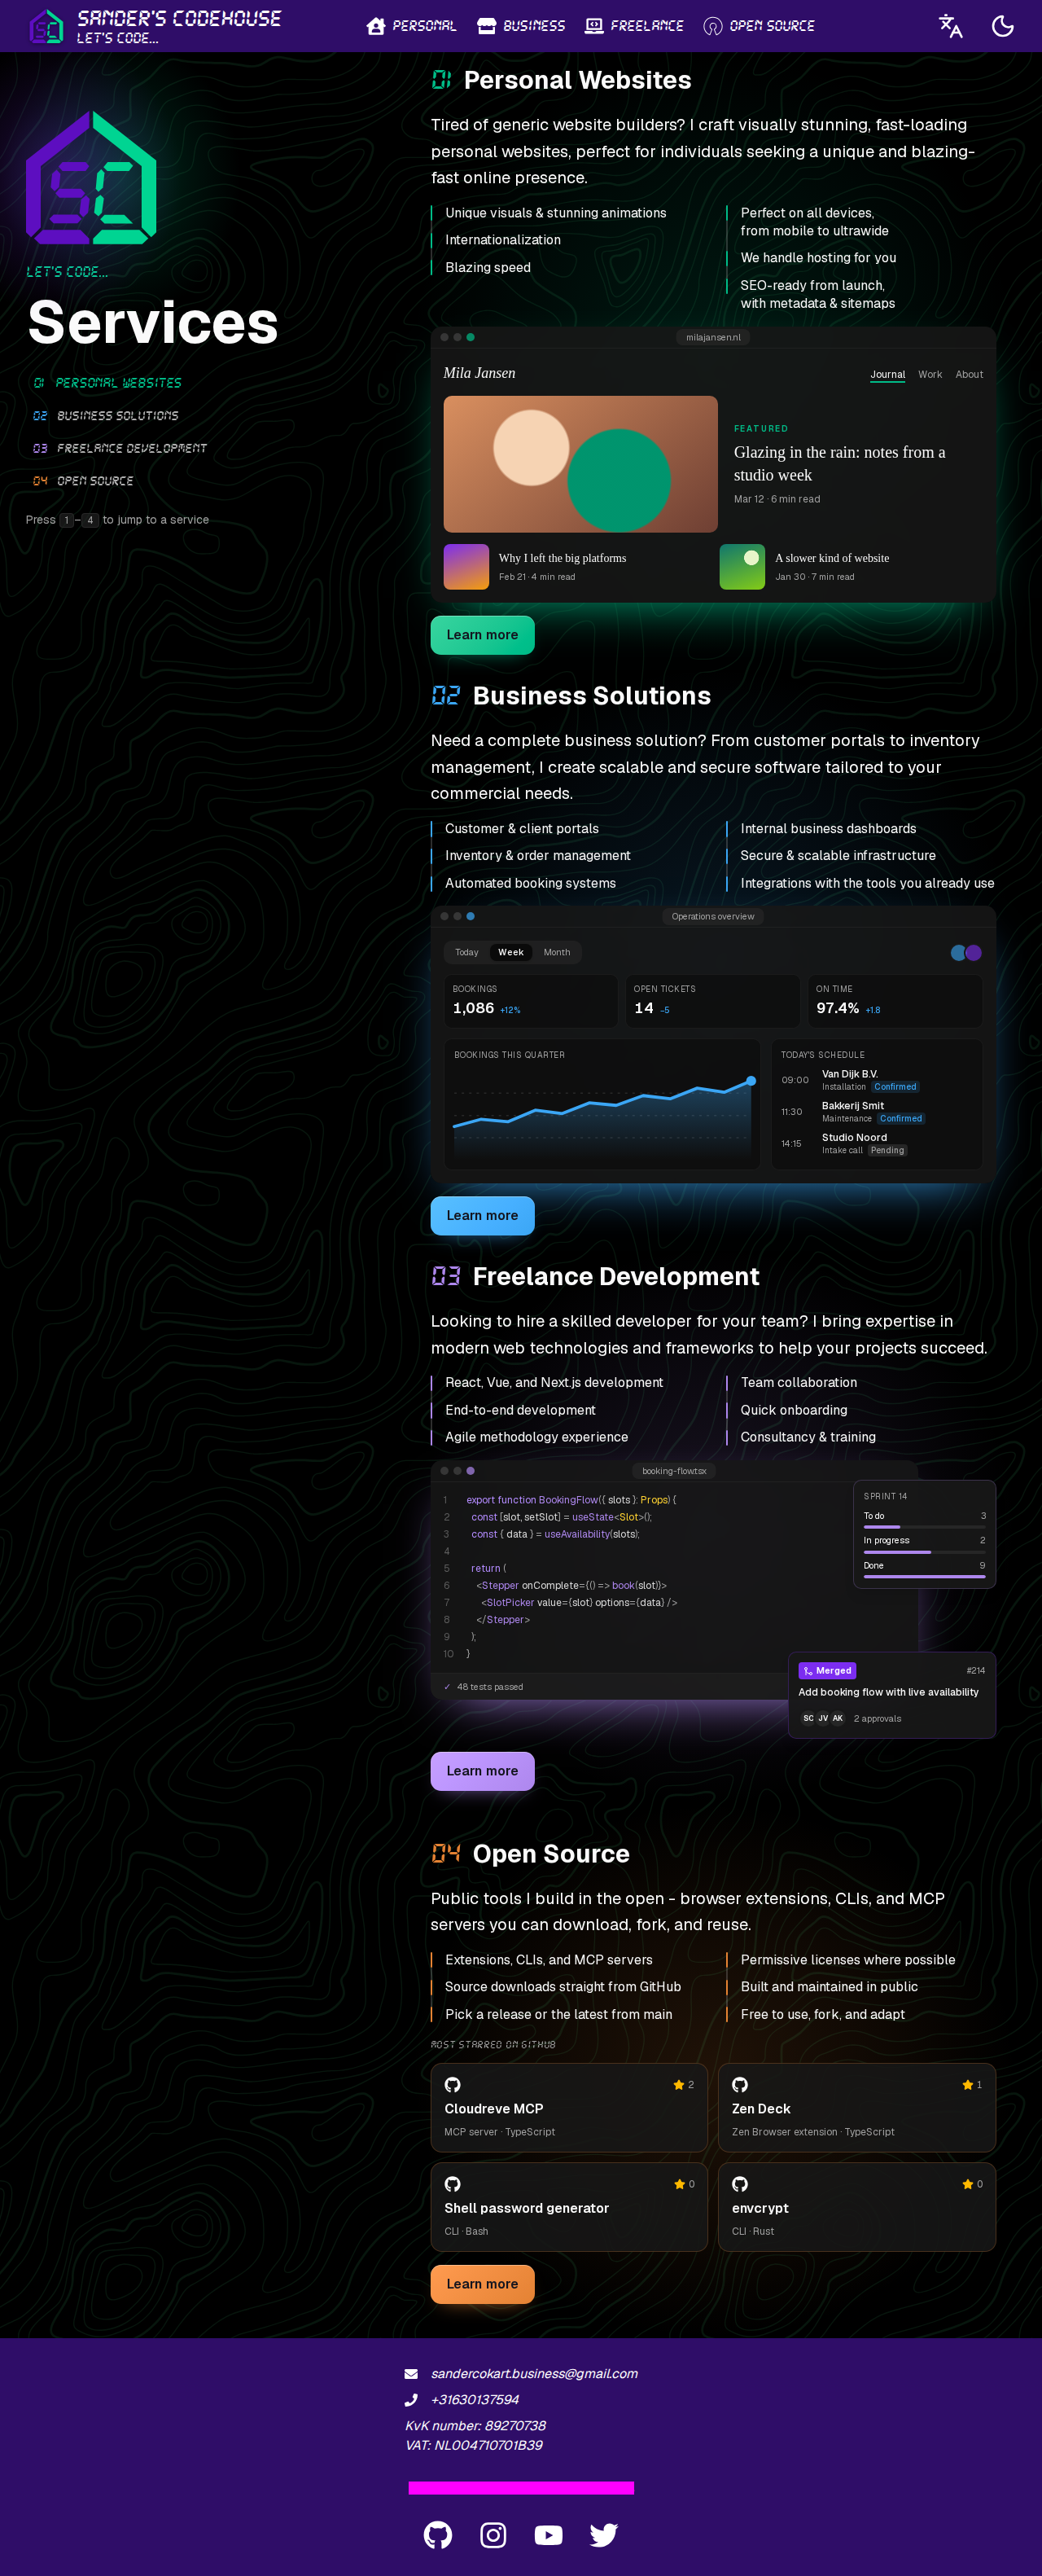 SANDER'S CODEHOUSE
LET'S CODE...
PERSONAL
BUSINESS
FREELANCE
OPEN SOURCE
SC
LET'S CODE...
Services
01 PERSONAL WEBSITES
02 BUSINESS SOLUTIONS
03 FREELANCE DEVELOPMENT
04 OPEN SOURCE
Press 1–4 to jump to a service
01 Personal Websites
Tired of generic website builders? I craft visually stunning, fast-loading
personal websites, perfect for individuals seeking a unique and blazing-
fast online presence.
Unique visuals & stunning animations
Internationalization
Blazing speed
Perfect on all devices,
from mobile to ultrawide
We handle hosting for you
SEO-ready from launch,
with metadata & sitemaps
milajansen.nl
Mila Jansen
Journal Work About
FEATURED
Glazing in the rain: notes from a
studio week
Mar 12 · 6 min read
Why I left the big platforms
Feb 21 · 4 min read
A slower kind of website
Jan 30 · 7 min read
Learn more
02 Business Solutions
Need a complete business solution? From customer portals to inventory
management, I create scalable and secure software tailored to your
commercial needs.
Customer & client portals
Inventory & order management
Automated booking systems
Internal business dashboards
Secure & scalable infrastructure
Integrations with the tools you already use
Operations overview
Today Week Month
BOOKINGS
1,086 +12%
OPEN TICKETS
14 -5
ON TIME
97.4% +1.8
BOOKINGS THIS QUARTER
TODAY'S SCHEDULE
09:00 Van Dijk B.V.
Installation Confirmed
11:30 Bakkerij Smit
Maintenance Confirmed
14:15 Studio Noord
Intake call Pending
Learn more
03 Freelance Development
Looking to hire a skilled developer for your team? I bring expertise in
modern web technologies and frameworks to help your projects succeed.
React, Vue, and Next.js development
End-to-end development
Agile methodology experience
Team collaboration
Quick onboarding
Consultancy & training
booking-flow.tsx
1 export function BookingFlow({ slots }: Props) {
2 const [slot, setSlot] = useState<Slot>();
3 const { data } = useAvailability(slots);
4
5 return (
6 <Stepper onComplete={() => book(slot)}>
7 <SlotPicker value={slot} options={data} />
8 </Stepper>
9 );
10 }
✓ 48 tests passed
SPRINT 14
To do 3
In progress 2
Done 9
Merged #214
Add booking flow with live availability
SC JV AK 2 approvals
Learn more
04 Open Source
Public tools I build in the open - browser extensions, CLIs, and MCP
servers you can download, fork, and reuse.
Extensions, CLIs, and MCP servers
Source downloads straight from GitHub
Pick a release or the latest from main
Permissive licenses where possible
Built and maintained in public
Free to use, fork, and adapt
MOST STARRED ON GITHUB
2
Cloudreve MCP
MCP server · TypeScript
1
Zen Deck
Zen Browser extension · TypeScript
0
Shell password generator
CLI · Bash
0
envcrypt
CLI · Rust
Learn more
sandercokart.business@gmail.com
+31630137594
KvK number: 89270738
VAT: NL004710701B39